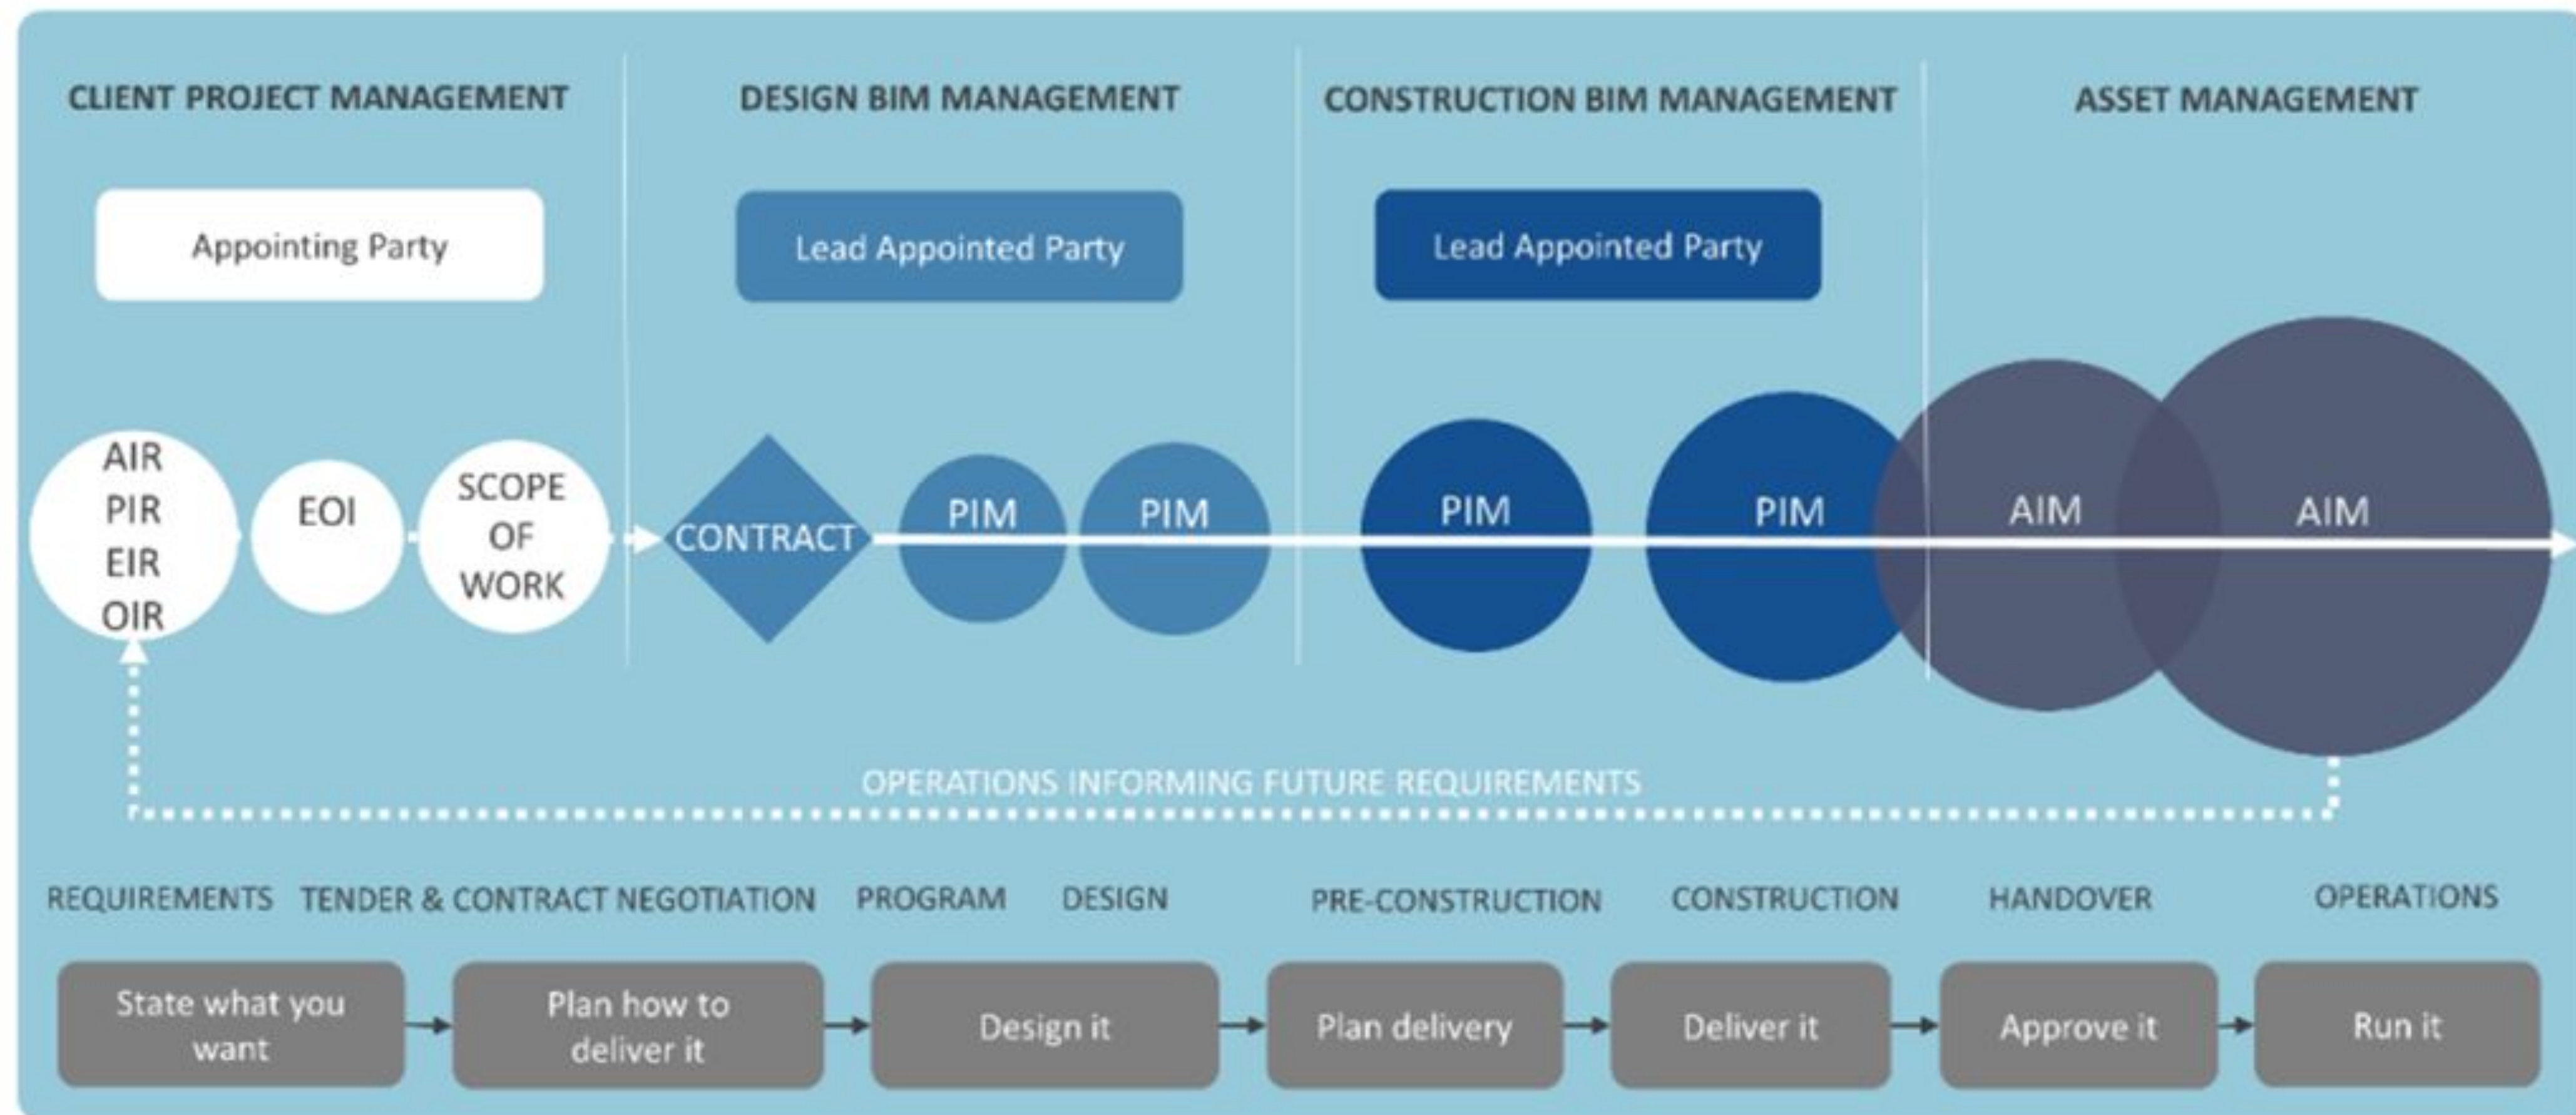 CLIENT PROJECT MANAGEMENT
DESIGN BIM MANAGEMENT
CONSTRUCTION BIM MANAGEMENT
ASSET MANAGEMENT
Appointing Party
Lead Appointed Party
Lead Appointed Party
AIR
PIR
EIR
OIR
EOI
SCOPE
OF
WORK
CONTRACT
PIM
PIM
PIM
PIM
AIM
AIM
OPERATIONS INFORMING FUTURE REQUIREMENTS
REQUIREMENTS
TENDER & CONTRACT NEGOTIATION
PROGRAM
DESIGN
PRE-CONSTRUCTION
CONSTRUCTION
HANDOVER
OPERATIONS
State what you
want
Plan how to
deliver it
Design it
Plan delivery
Deliver it
Approve it
Run it